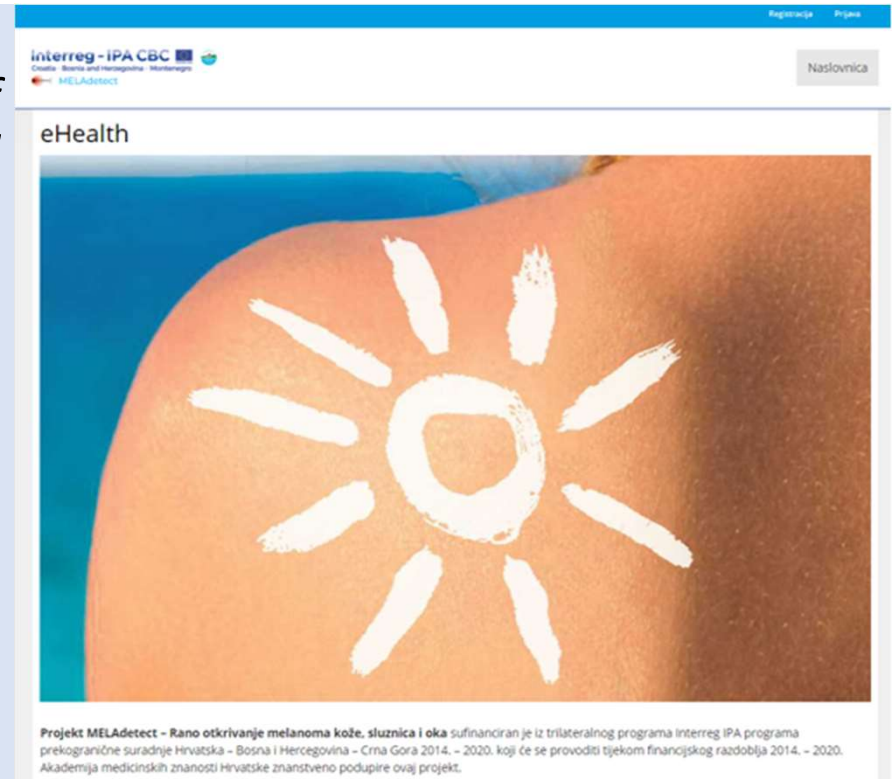 Registracija Prijava
Interreg - IPA CBC
Croatia - Bosnia and Herzegovina - Montenegro
MELAdetect
Naslovnica
eHealth
Projekt MELAdetect – Rano otkrivanje melanoma kože, sluznica i oka sufinanciran je iz trilateralnog programa Interreg IPA programa
prekogranične suradnje Hrvatska – Bosna i Hercegovina – Crna Gora 2014. – 2020. koji će se provoditi tijekom financijskog razdoblja 2014. – 2020.
Akademija medicinskih znanosti Hrvatske znanstveno podupire ovaj projekt.